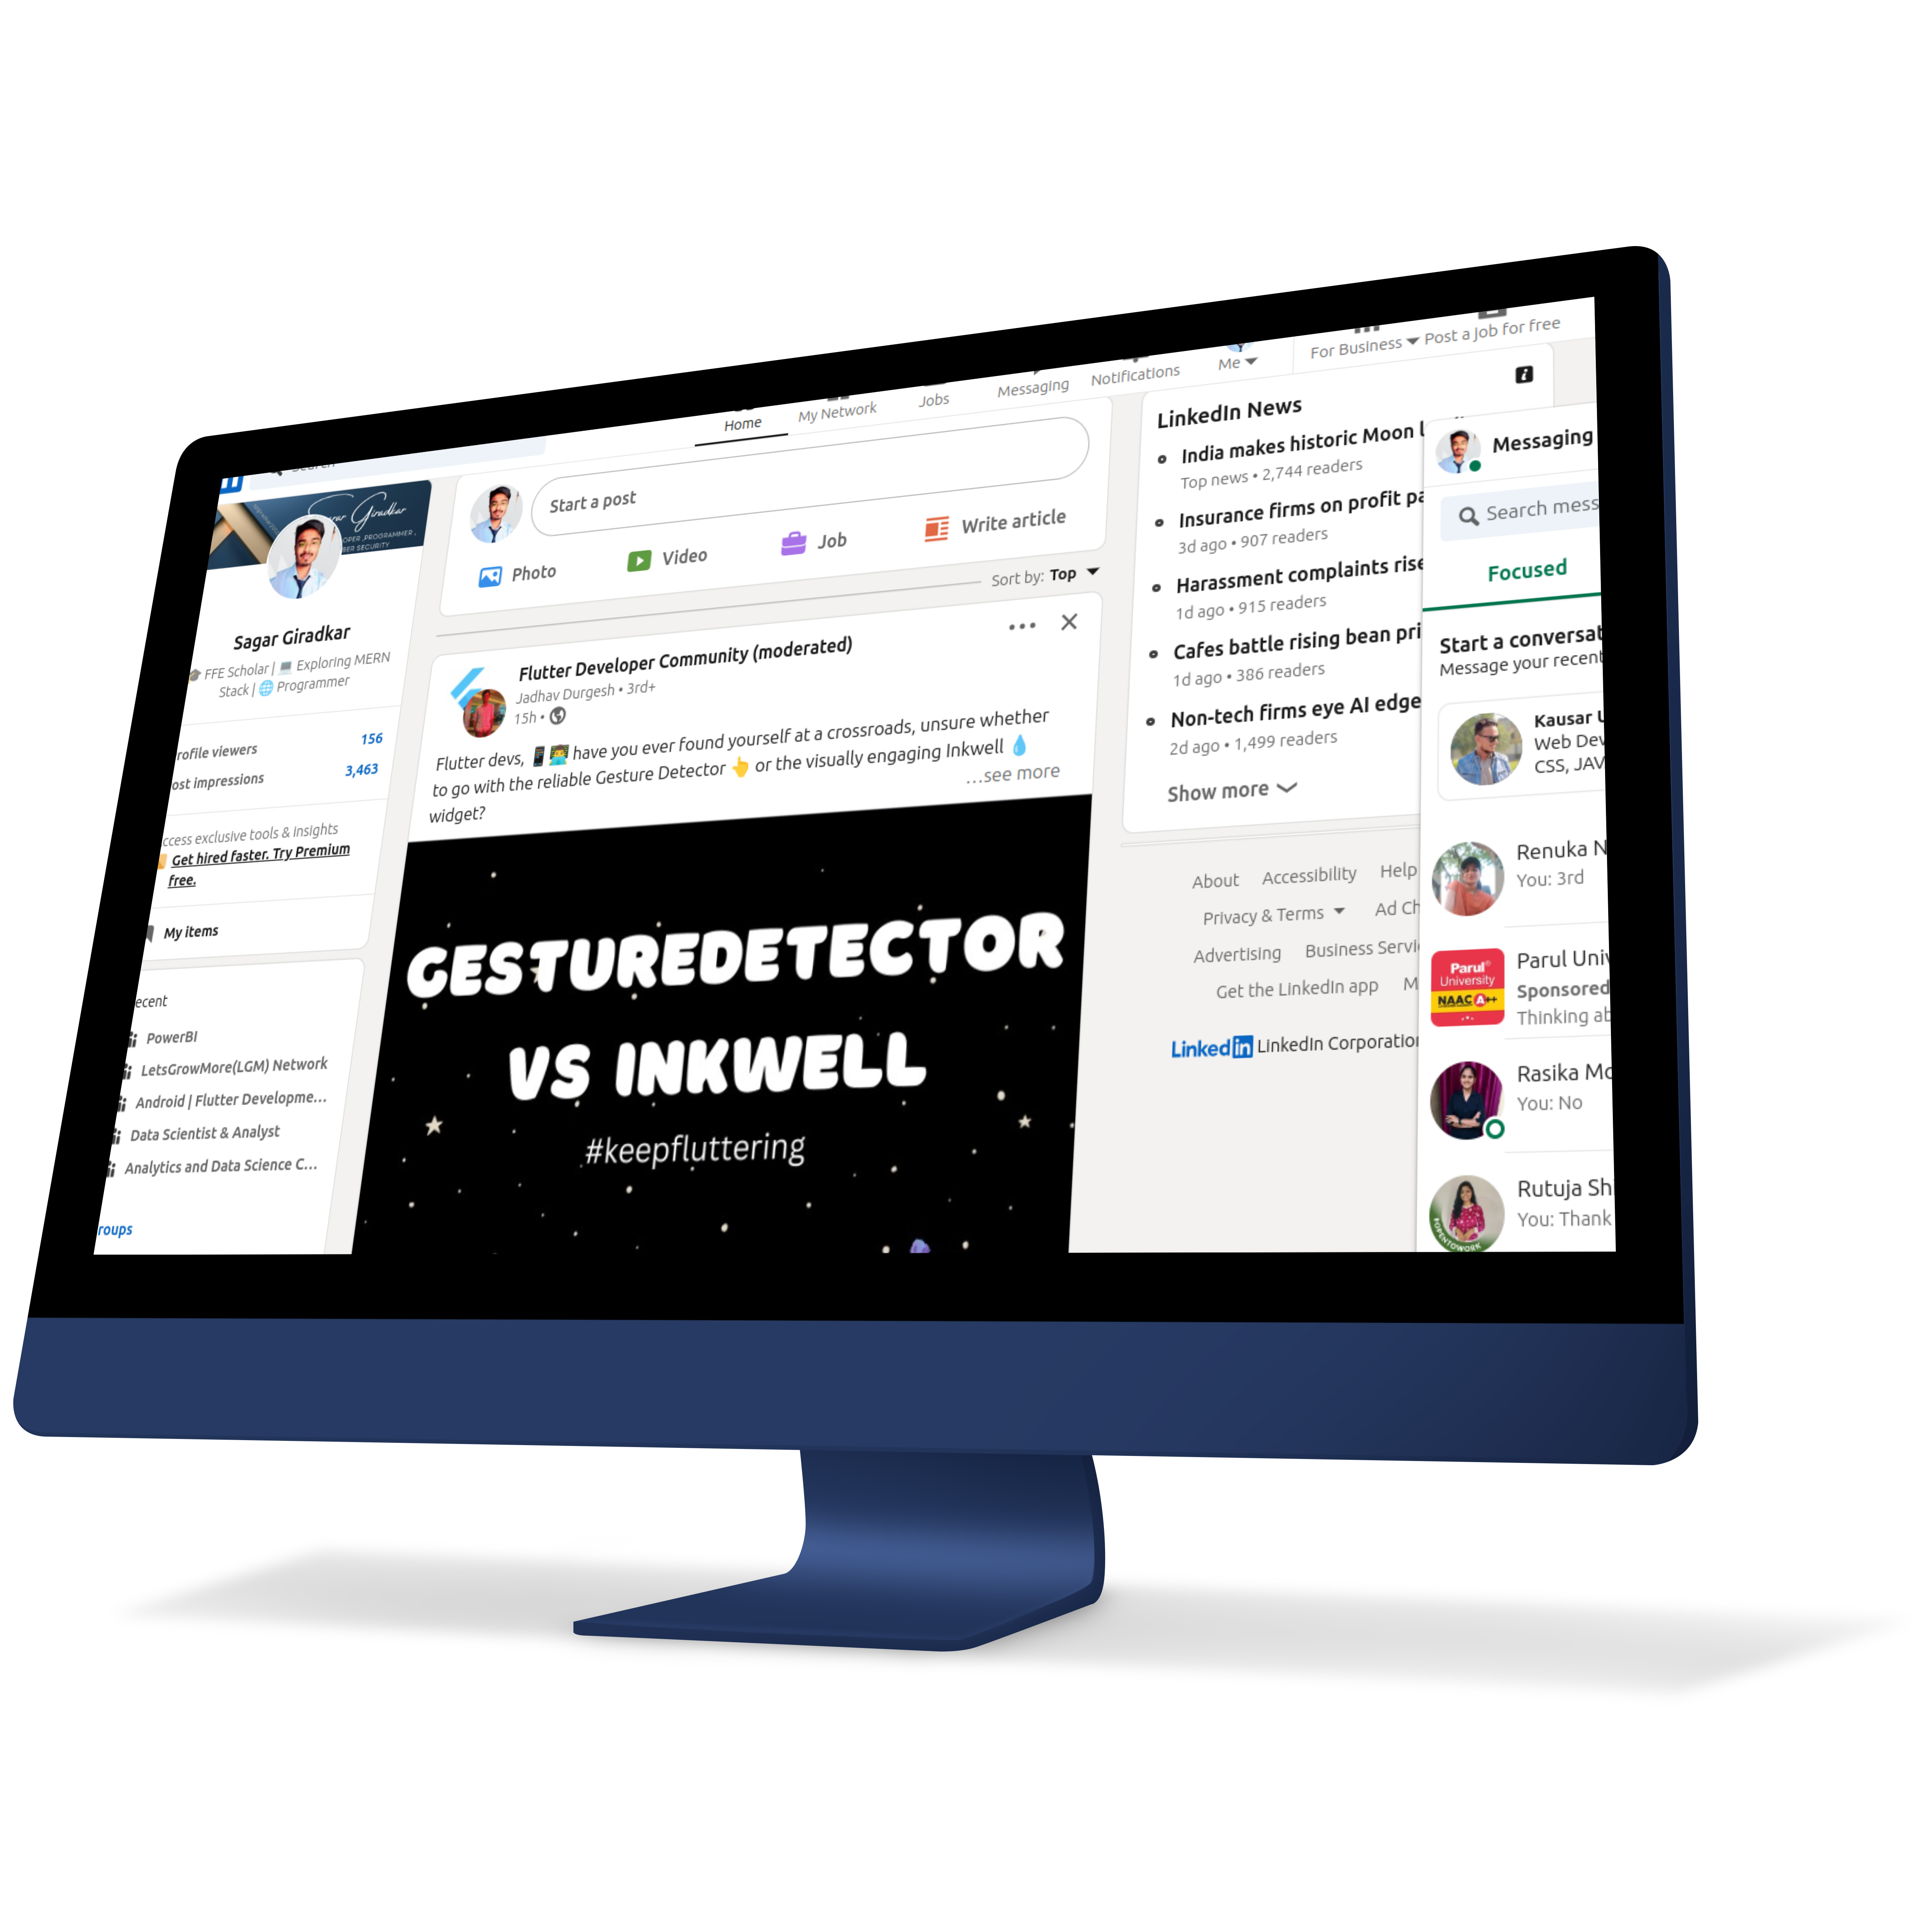 Home
My Network
Jobs
Messaging
Notifications
Me
For Business
Post a job for free
Sagar Giradkar
FFE Scholar | 💻 Exploring MERN
Stack | 🌐 Programmer
rofile viewers 156
ost impressions 3,463
ccess exclusive tools & insights
Get hired faster. Try Premium
free.
My items
ecent
PowerBI
LetsGrowMore(LGM) Network
Android | Flutter Developme...
Data Scientist & Analyst
Analytics and Data Science C...
roups
Start a post
Photo
Video
Job
Write article
Sort by: Top
Flutter Developer Community (moderated)
Jadhav Durgesh • 3rd+
15h •
Flutter devs, 📱👨‍💻 have you ever found yourself at a crossroads, unsure whether
to go with the reliable Gesture Detector 👆 or the visually engaging Inkwell 💧
widget?
...see more
GESTUREDETECTOR
VS INKWELL
#keepfluttering
LinkedIn News
India makes historic Moon l
Top news • 2,744 readers
Insurance firms on profit pa
3d ago • 907 readers
Harassment complaints rise
1d ago • 915 readers
Cafes battle rising bean pri
1d ago • 386 readers
Non-tech firms eye AI edge
2d ago • 1,499 readers
Show more
About Accessibility Help
Privacy & Terms Ad Ch
Advertising Business Servi
Get the LinkedIn app M
Linked in LinkedIn Corporation
Messaging
Search mess
Focused
Start a conversat
Message your recent
Kausar
Web Dev
CSS, JAV
Renuka N
You: 3rd
Parul University
NAAC A++
Parul Univ
Sponsored
Thinking ab
Rasika Mo
You: No
Rutuja Sh
You: Thank
#OPENTOWORK